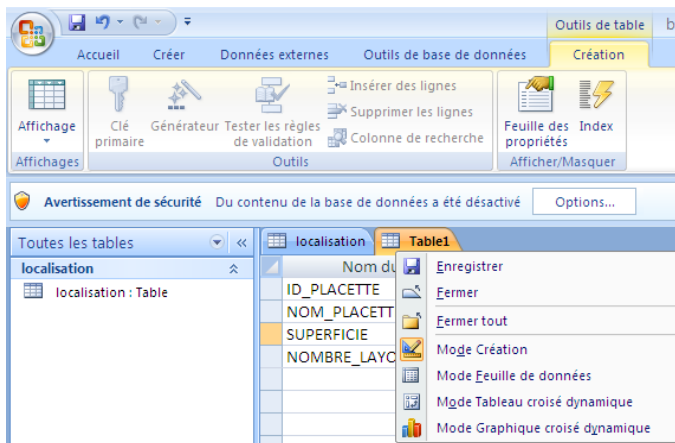 Outils de table
b
Accueil Créer Données externes Outils de base de données Création
Affichage
Clé primaire
Générateur
Tester les règles de validation
Insérer des lignes
Supprimer les lignes
Colonne de recherche
Feuille des propriétés
Index
Affichages Outils Afficher/Masquer
Avertissement de sécurité Du contenu de la base de données a été désactivé Options...
Toutes les tables
localisation
localisation : Table
localisation Table1
Nom du
ID_PLACETTE
NOM_PLACETT
SUPERFICIE
NOMBRE_LAYO
Enregistrer
Fermer
Fermer tout
Mode Création
Mode Feuille de données
Mode Tableau croisé dynamique
Mode Graphique croisé dynamique